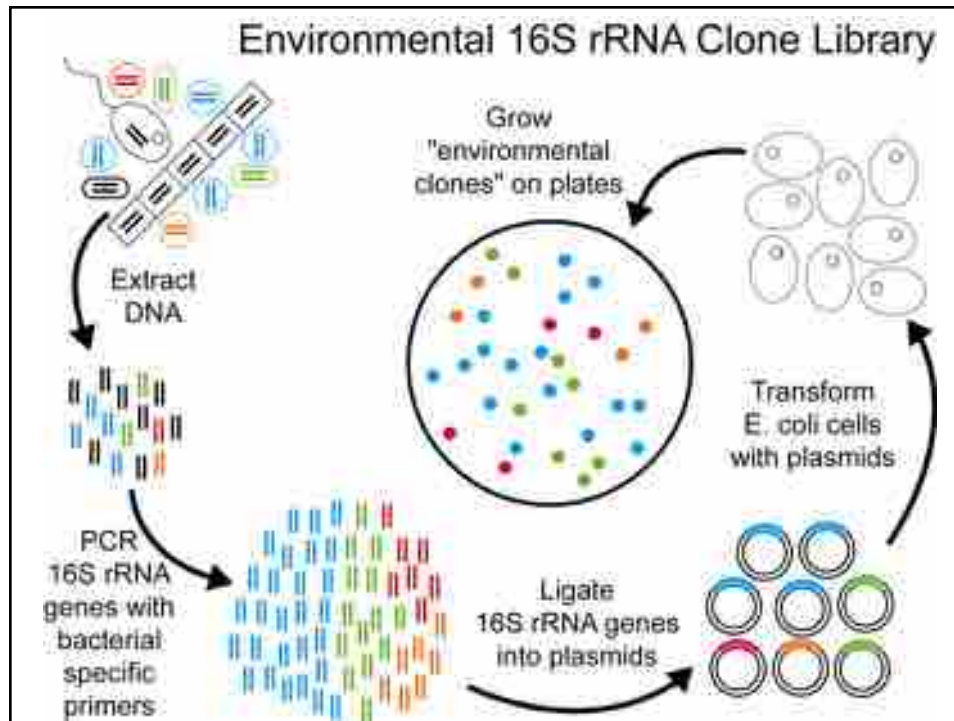 Environmental 16S rRNA Clone Library
Extract
DNA
PCR
16S rRNA
genes with
bacterial
specific
primers
Ligate
16S rRNA genes
into plasmids
Transform
E. coli cells
with plasmids
Grow
"environmental
clones" on plates